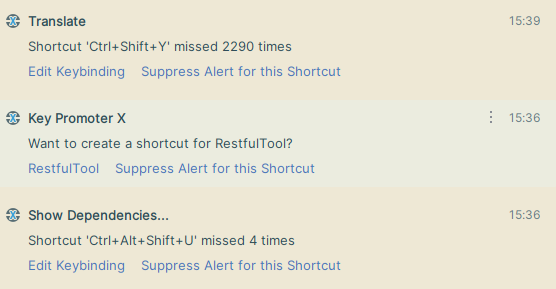 Translate 15:39
Shortcut 'Ctrl+Shift+Y' missed 2290 times
Edit Keybinding Suppress Alert for this Shortcut
Key Promoter X 15:36
Want to create a shortcut for RestfulTool?
RestfulTool Suppress Alert for this Shortcut
Show Dependencies... 15:36
Shortcut 'Ctrl+Alt+Shift+U' missed 4 times
Edit Keybinding Suppress Alert for this Shortcut